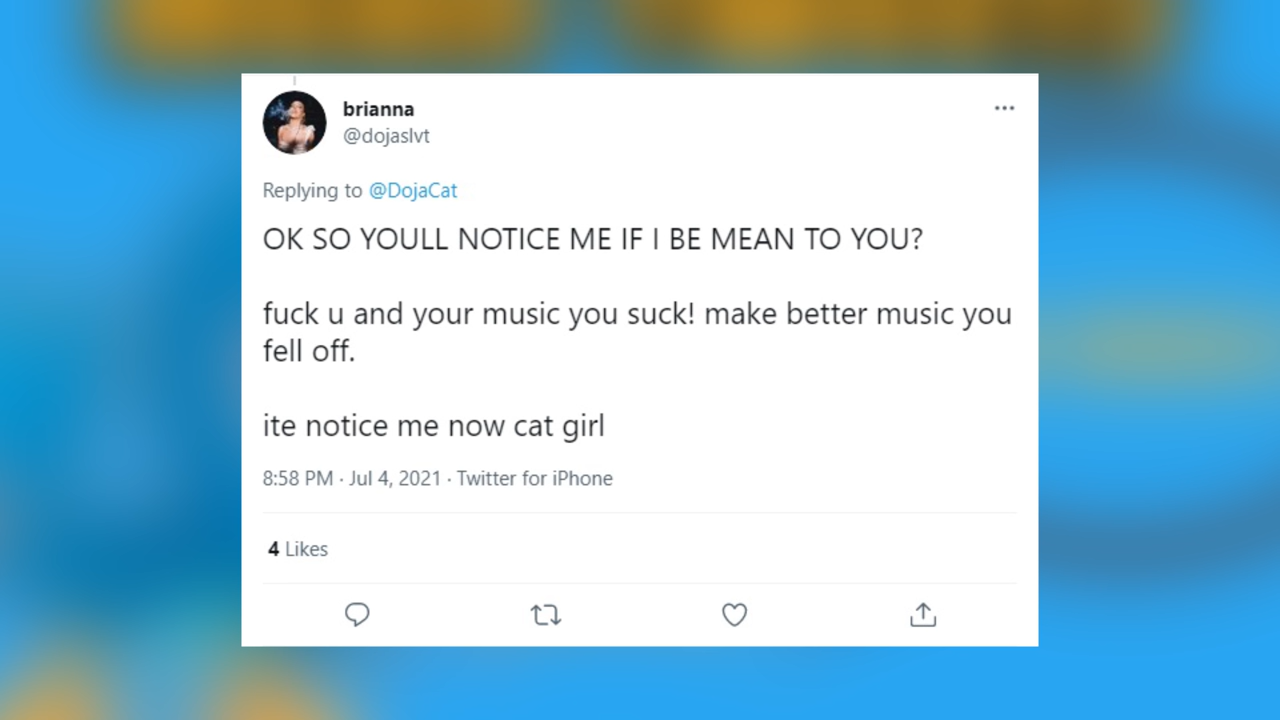 brianna
@dojaslvt
Replying to @DojaCat
OK SO YOULL NOTICE ME IF I BE MEAN TO YOU?
fuck u and your music you suck! make better music you
fell off.
ite notice me now cat girl
8:58 PM · Jul 4, 2021 · Twitter for iPhone
4 Likes